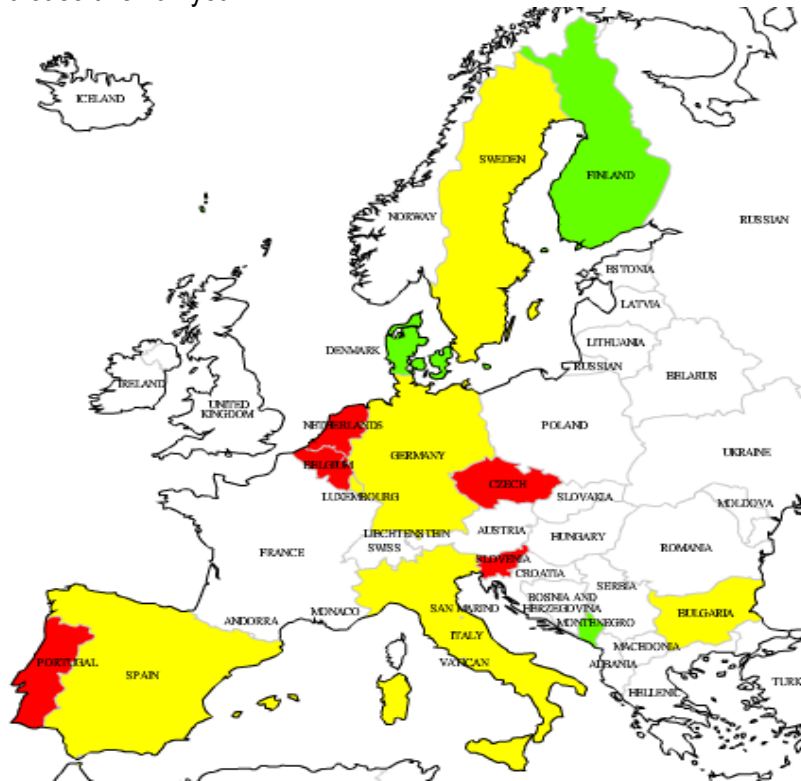 ICELAND
SWEDEN
FINLAND
NORWAY
RUSSIAN
ESTONIA
LATVIA
DENMARK
LITHUANIA
RUSSIAN
BELARUS
IRELAND
UNITED
KINGDOM
NETHERLANDS
POLAND
GERMANY
UKRAINE
BELGIUM
CZECH
LUXEMBOURG
SLOVAKIA
MOLDOVA
LIECHTENSTEIN
AUSTRIA
HUNGARY
SWISS
FRANCE
ROMANIA
SLOVENIA
CROATIA
SERBIA
BOSNIA AND
HERZEGOVINA
MONACO
SAN MARINO
BULGARIA
ANDORRA
MONTENEGRO
ITALY
MACEDONIA
PORTUGAL
VATICAN
ALBANIA
SPAIN
TURK
HELLENIC